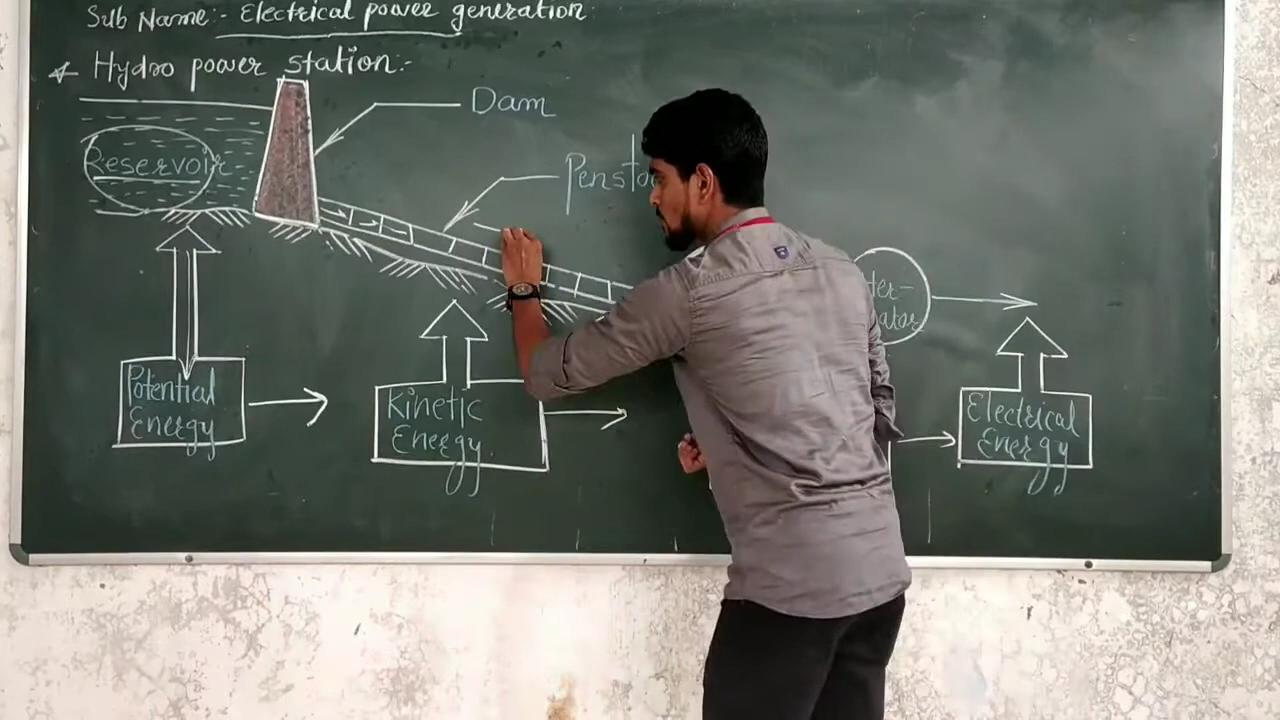 Sub Name:- Electrical power generation
Hydro power station:-
Dam
Reservoir
Potential
Energy
Kinetic
Energy
Electrical
Energy